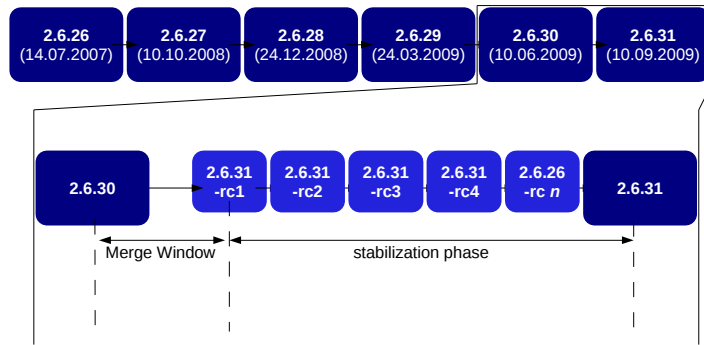 2.6.26
(14.07.2007)
2.6.27
(10.10.2008)
2.6.28
(24.12.2008)
2.6.29
(24.03.2009)
2.6.30
(10.06.2009)
2.6.31
(10.09.2009)
2.6.30
2.6.31
-rc1
2.6.31
-rc2
2.6.31
-rc3
2.6.31
-rc4
2.6.26
-rc n
2.6.31
Merge Window
stabilization phase